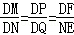 DM/DN = DP/DQ = DF/NE